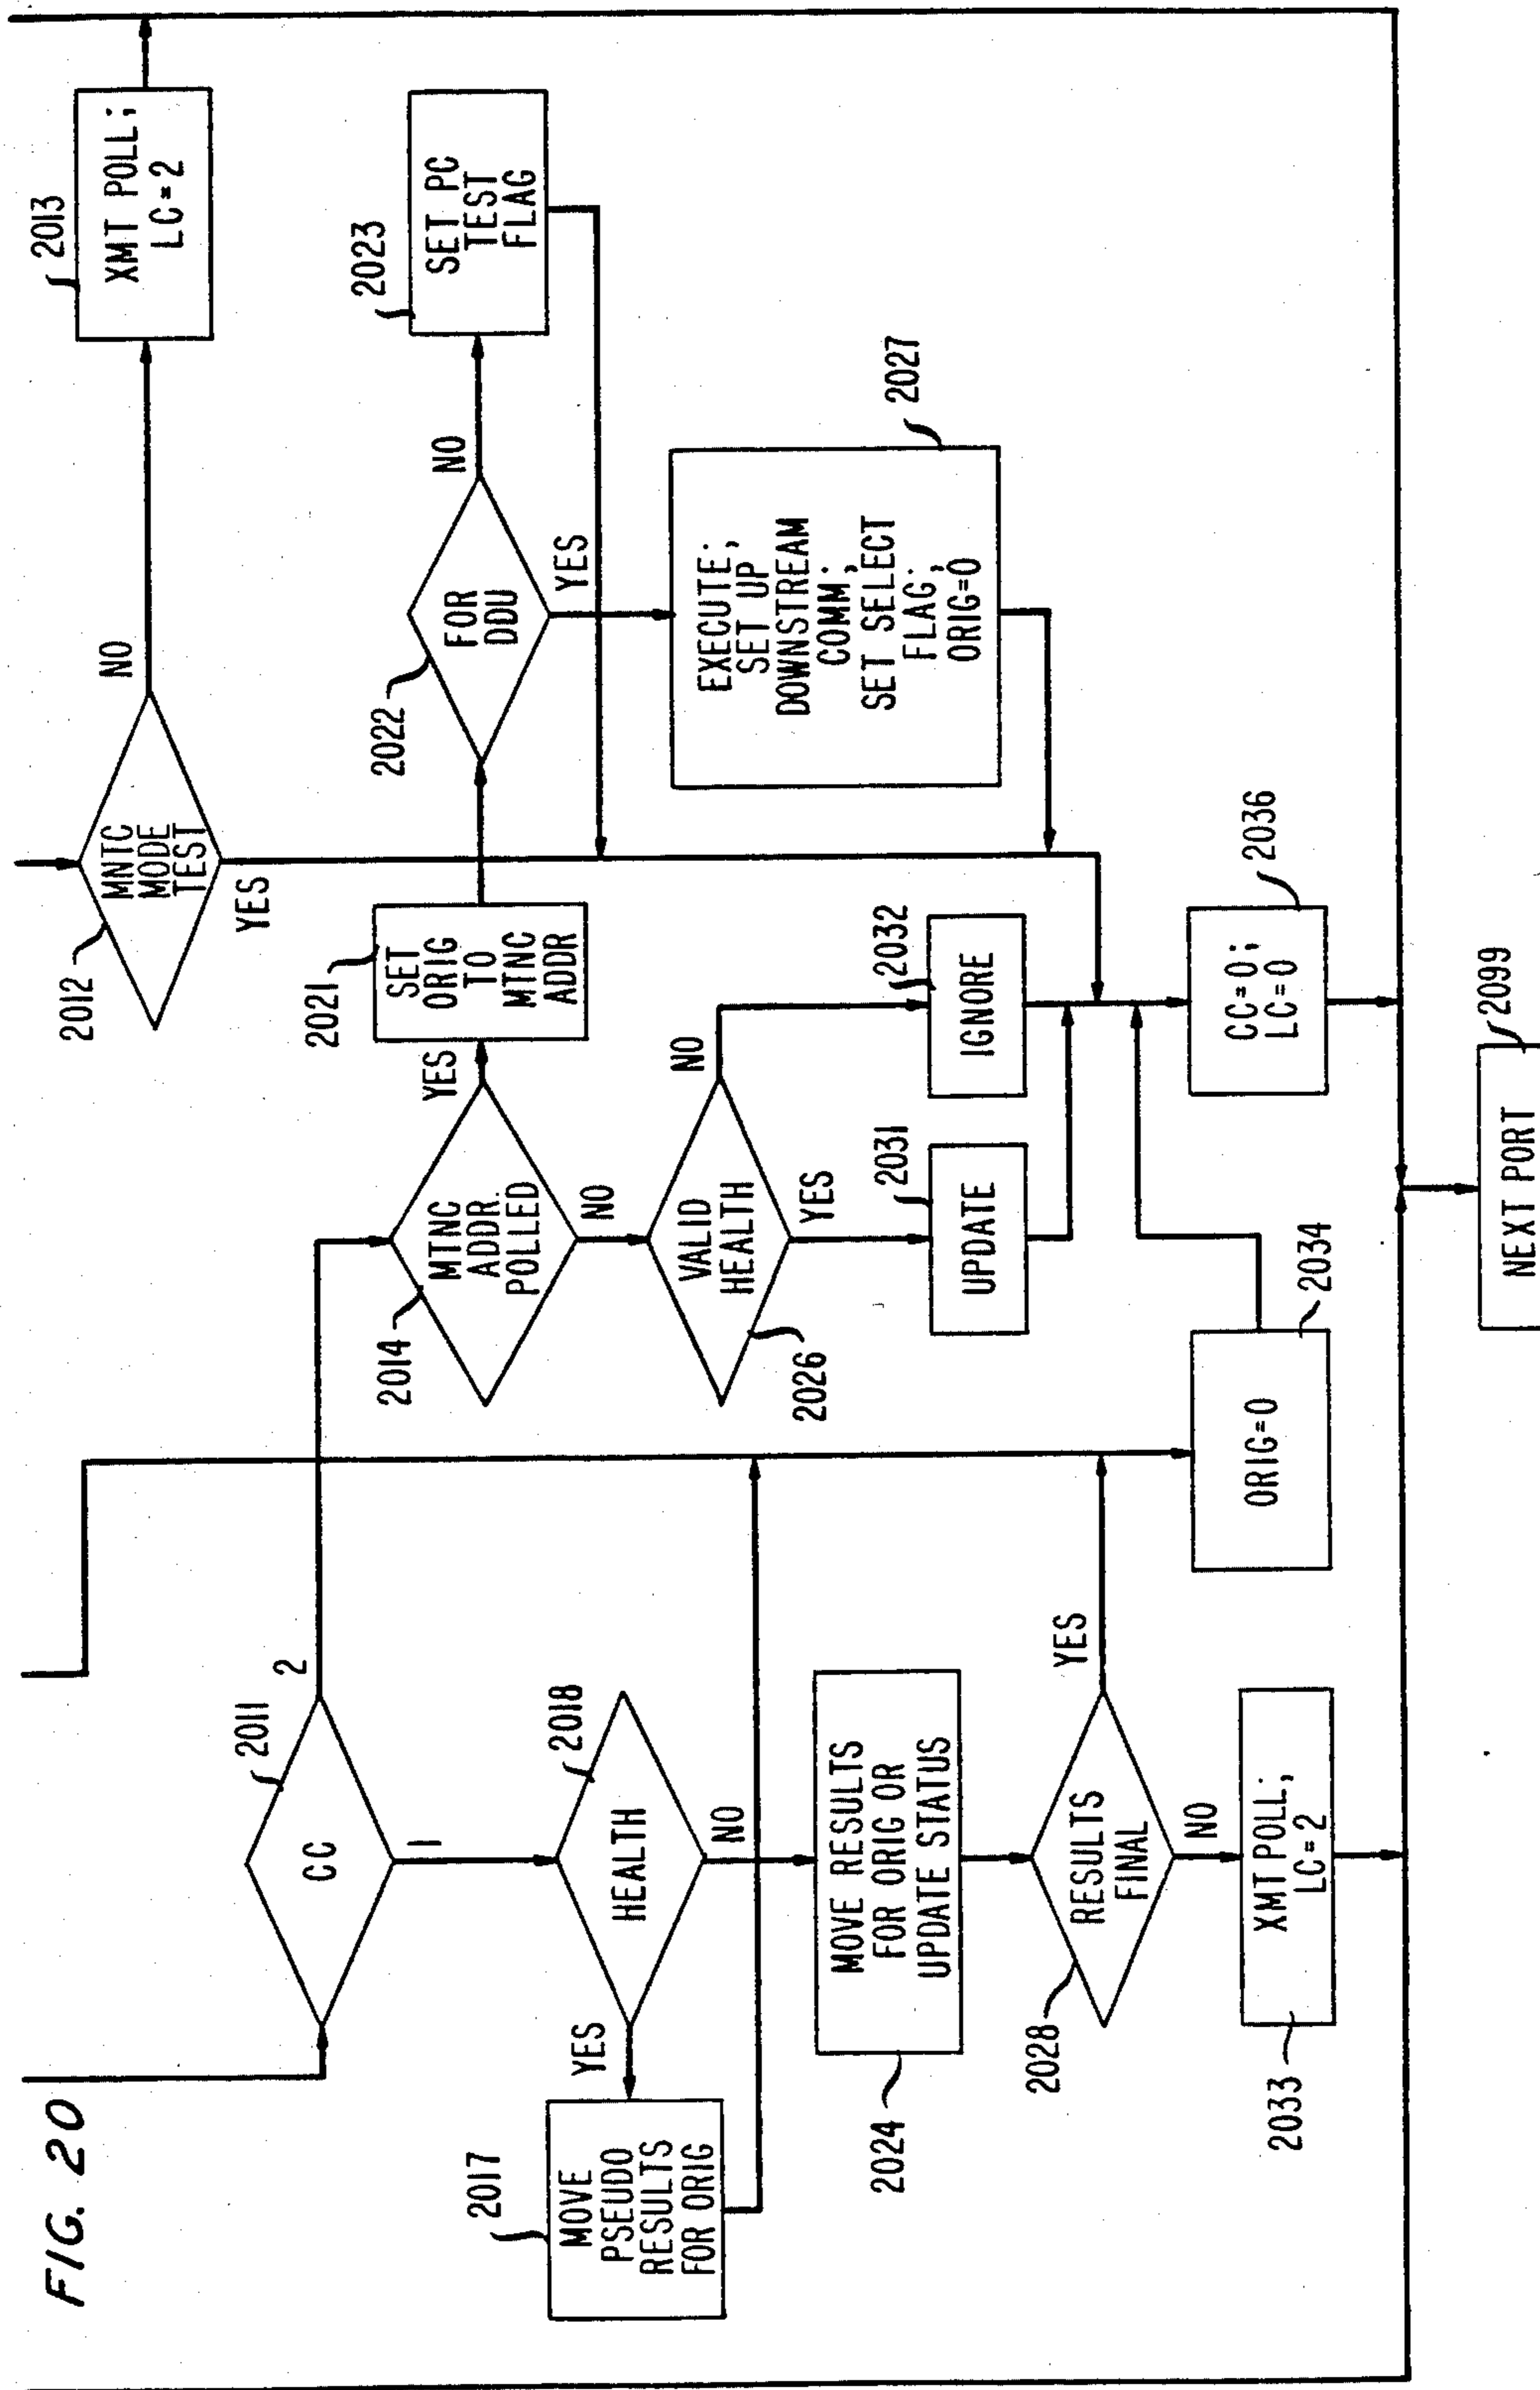 FIG. 20
2011
CC
2
1
2012
MNTC
MODE
TEST
NO
YES
2013
XMT POLL;
LC=2
2014
MTNC
ADDR.
POLLED
YES
NO
2021
SET
ORIG
TO
MTNC
ADDR
2022
FOR
DDU
NO
YES
2023
SET PC
TEST
FLAG
2017
MOVE
PSEUDO
RESULTS
FOR ORIG
YES
2018
HEALTH
NO
2026
VALID
HEALTH
NO
YES
2027
EXECUTE;
SET UP
DOWNSTREAM
COMM;
SET SELECT
FLAG;
ORIG=0
2024
MOVE RESULTS
FOR ORIG OR
UPDATE STATUS
2031
UPDATE
2032
IGNORE
2028
RESULTS
FINAL
YES
NO
2033
XMT POLL;
LC=2
2034
ORIG=0
2036
CC=0;
LC=0
2099
NEXT PORT